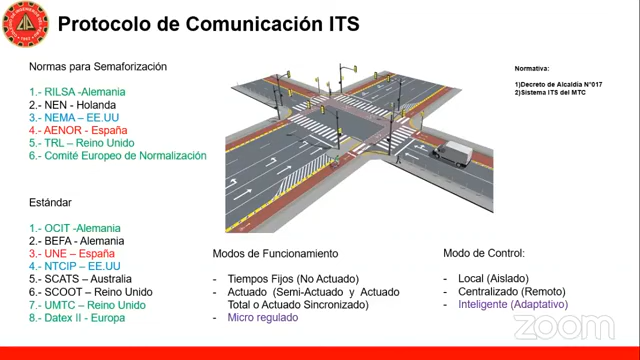 Protocolo de Comunicación ITS
Normas para Semaforización
1.- RILSA -Alemania
2.- NEN - Holanda
3.- NEMA – EE.UU
4.- AENOR - España
5.- TRL – Reino Unido
6.- Comité Europeo de Normalización
Estándar
1.- OCIT -Alemania
2.- BEFA - Alemania
3.- UNE – España
4.- NTCIP – EE.UU
5.- SCATS – Australia
6.- SCOOT – Reino Unido
7.- UMTC – Reino Unido
8.- Datex II - Europa
Normativa:
1)Decreto de Alcaldía N°017
2)Sistema ITS del MTC
Modos de Funcionamiento
- Tiempos Fijos (No Actuado)
- Actuado (Semi-Actuado y Actuado
Total o Actuado Sincronizado)
- Micro regulado
Modo de Control:
- Local (Aislado)
- Centralizado (Remoto)
- Inteligente (Adaptativo)
zoom